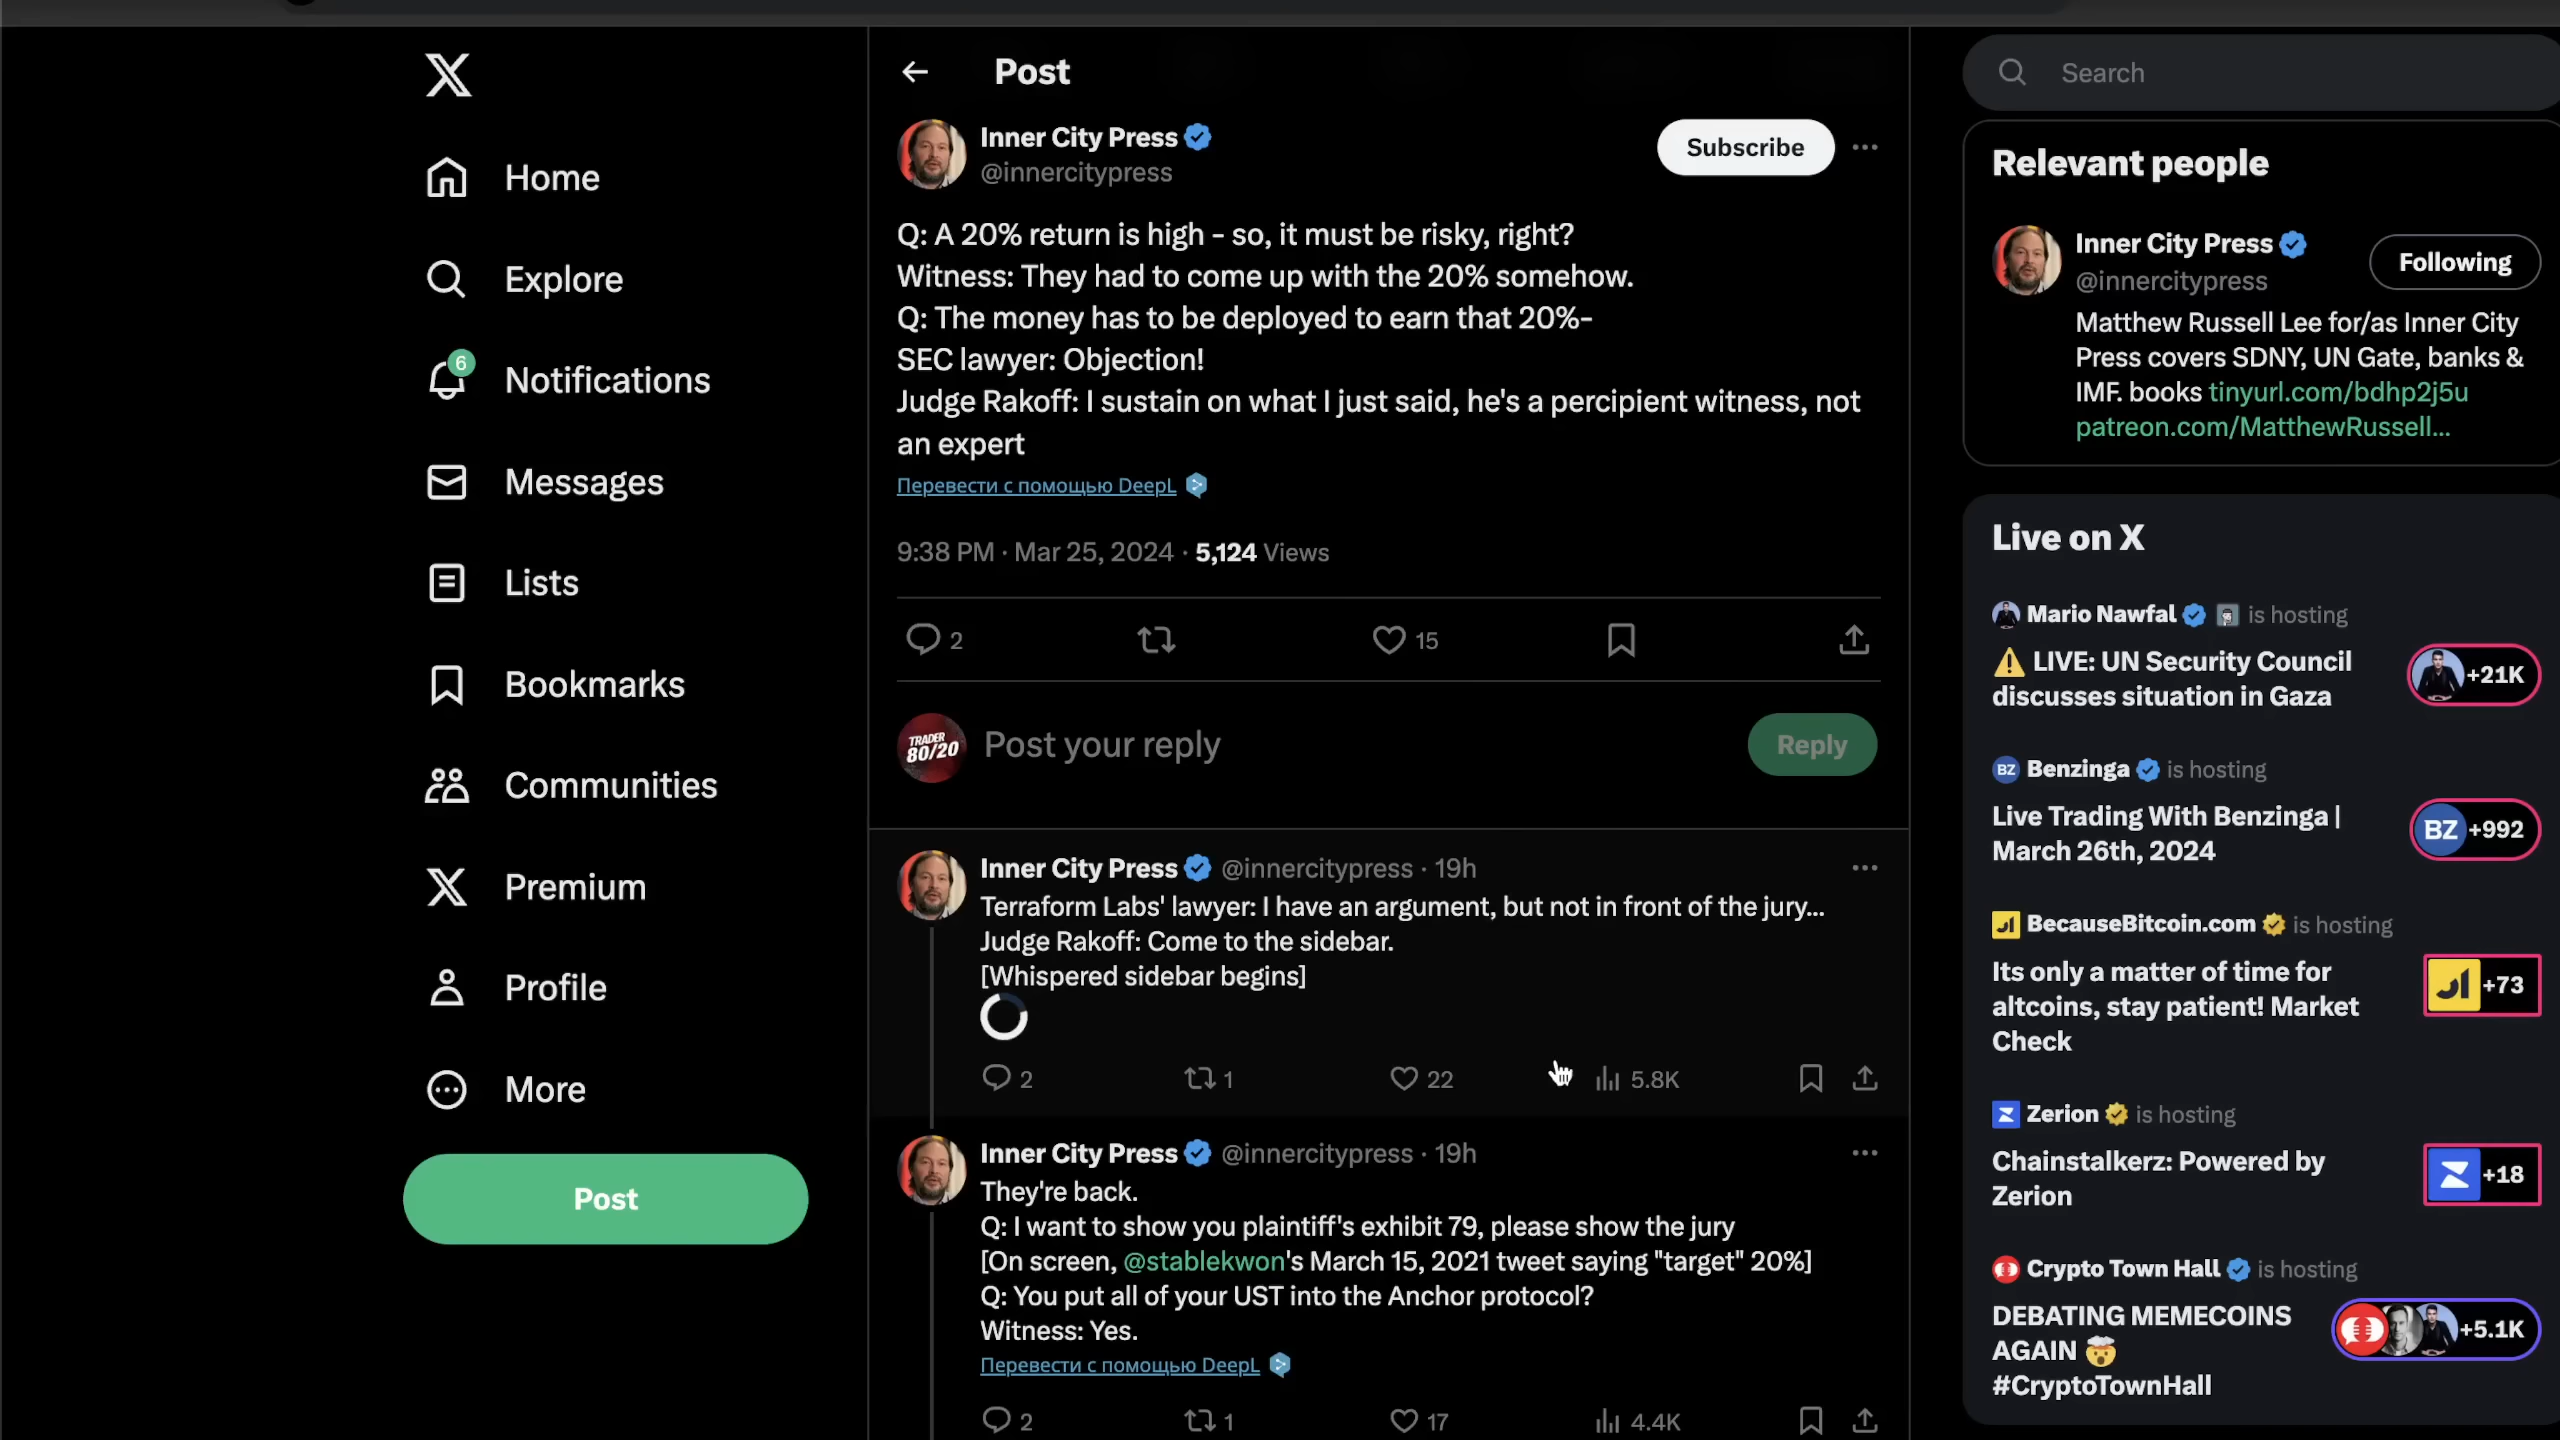 Home
Explore
6
Notifications
Messages
Lists
Bookmarks
Communities
Premium
Profile
More
Post
Post
Inner City Press
@innercitypress
Subscribe
Q: A 20% return is high - so, it must be risky, right?
Witness: They had to come up with the 20% somehow.
Q: The money has to be deployed to earn that 20%-
SEC lawyer: Objection!
Judge Rakoff: I sustain on what I just said, he's a percipient witness, not
an expert
Перевести с помощью DeepL
9:38 PM · Mar 25, 2024 · 5,124 Views
2
15
TRADER
80/20
Post your reply
Reply
Inner City Press @innercitypress · 19h
Terraform Labs' lawyer: I have an argument, but not in front of the jury...
Judge Rakoff: Come to the sidebar.
[Whispered sidebar begins]
2 1 22 5.8K
Inner City Press @innercitypress · 19h
They're back.
Q: I want to show you plaintiff's exhibit 79, please show the jury
[On screen, @stablekwon's March 15, 2021 tweet saying "target" 20%]
Q: You put all of your UST into the Anchor protocol?
Witness: Yes.
Перевести с помощью DeepL
2 1 17 4.4K
Search
Relevant people
Inner City Press
@innercitypress
Following
Matthew Russell Lee for/as Inner City
Press covers SDNY, UN Gate, banks &
IMF. books tinyurl.com/bdhp2j5u
patreon.com/MatthewRussell...
Live on X
Mario Nawfal is hosting
LIVE: UN Security Council
discusses situation in Gaza
+21K
BZ Benzinga is hosting
Live Trading With Benzinga |
March 26th, 2024
BZ +992
BecauseBitcoin.com is hosting
Its only a matter of time for
altcoins, stay patient! Market
Check
+73
Zerion is hosting
Chainstalkerz: Powered by
Zerion
+18
Crypto Town Hall is hosting
DEBATING MEMECOINS
AGAIN 🤯
#CryptoTownHall
+5.1K